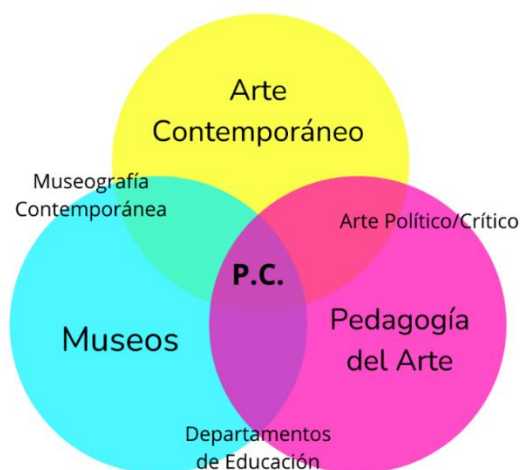 Arte
Contemporáneo
Museografía
Contemporánea
Arte Político/Crítico
P.C.
Museos
Pedagogía
del Arte
Departamentos
de Educación